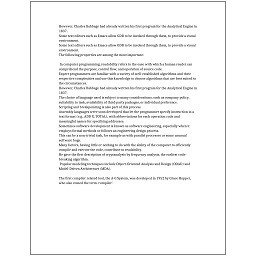 However, Charles Babbage had already written his first program for the Analytical Engine in
1837.
Some text editors such as Emacs allow GDB to be invoked through them, to provide a visual
environment.
Some text editors such as Emacs allow GDB to be invoked through them, to provide a visual
environment.
The following properties are among the most important:
To computer programming, readability refers to the ease with which a human reader can
comprehend the purpose, control flow, and operation of source code.
Expert programmers are familiar with a variety of well-established algorithms and their
respective complexities and use this knowledge to choose algorithms that are best suited to
the circumstances.
However, Charles Babbage had already written his first program for the Analytical Engine in
1837.
The choice of language used is subject to many considerations, such as company policy,
suitability to task, availability of third-party packages, or individual preference.
Scripting and breakpointing is also part of this process.
Assembly languages were soon developed that let the programmer specify instruction in a
text format (e.g., ADD X, TOTAL), with abbreviations for each operation code and
meaningful names for specifying addresses.
Sometimes software development is known as software engineering, especially when it
employs formal methods or follows an engineering design process.
This can be a non-trivial task, for example as with parallel processes or some unusual
software bugs.
Many factors, having little or nothing to do with the ability of the computer to efficiently
compile and execute the code, contribute to readability.
He gave the first description of cryptanalysis by frequency analysis, the earliest code-
breaking algorithm.
Popular modeling techniques include Object-Oriented Analysis and Design (OOAD) and
Model-Driven Architecture (MDA).
The first compiler related tool, the A-0 System, was developed in 1952 by Grace Hopper,
who also coined the term 'compiler'.